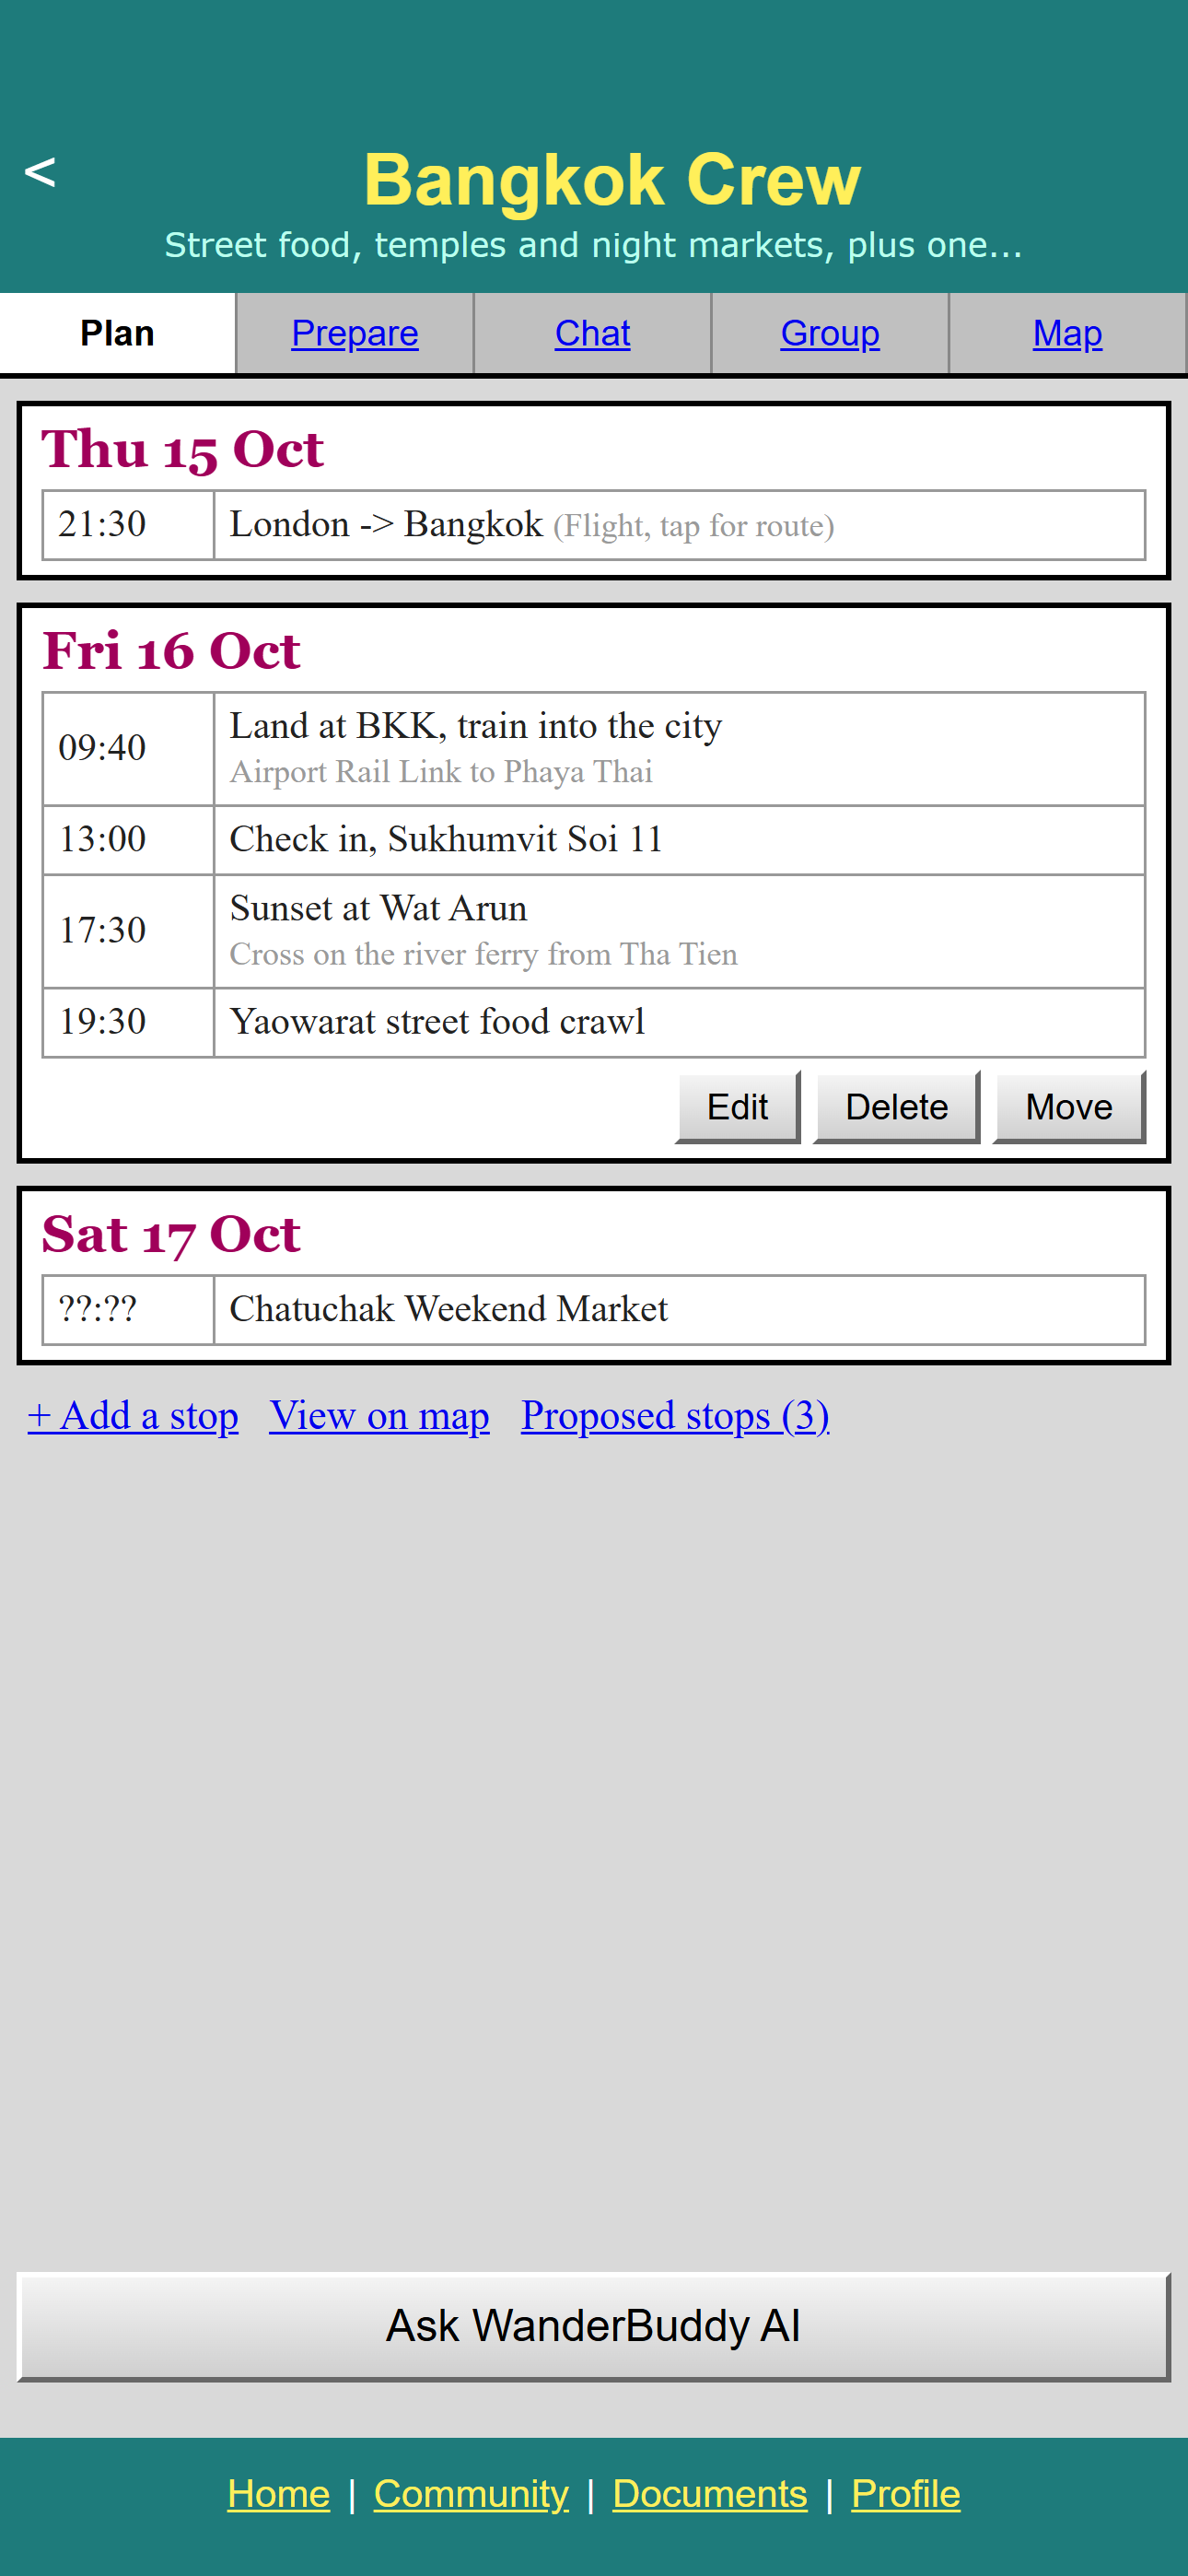 <
Bangkok Crew
Street food, temples and night markets, plus one...
Plan Prepare Chat Group Map
Thu 15 Oct
21:30 London -> Bangkok (Flight, tap for route)
Fri 16 Oct
09:40 Land at BKK, train into the city
Airport Rail Link to Phaya Thai
13:00 Check in, Sukhumvit Soi 11
17:30 Sunset at Wat Arun
Cross on the river ferry from Tha Tien
19:30 Yaowarat street food crawl
Edit Delete Move
Sat 17 Oct
??:?? Chatuchak Weekend Market
+ Add a stop View on map Proposed stops (3)
Ask WanderBuddy AI
Home | Community | Documents | Profile